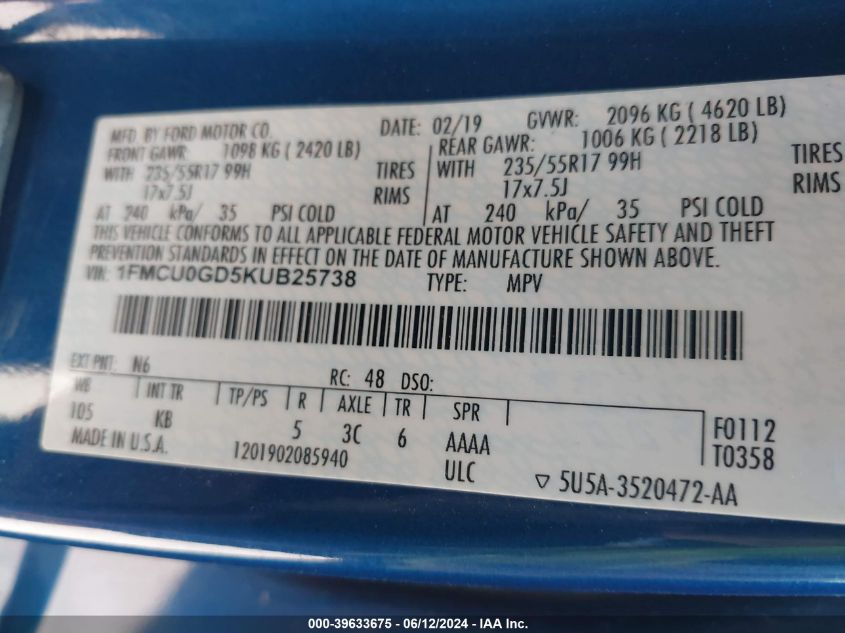 MFD BY FORD MOTOR CO. DATE: 02/19 GVWR: 2096 KG ( 4620 LB)
FRONT GAWR: 1098 KG ( 2420 LB) REAR GAWR: 1006 KG ( 2218 LB)
WITH 235/55R17 99H TIRES WITH 235/55R17 99H TIRES
17x7.5J RIMS 17x7.5J RIMS
AT 240 kPa/ 35 PSI COLD AT 240 kPa/ 35 PSI COLD
THIS VEHICLE CONFORMS TO ALL APPLICABLE FEDERAL MOTOR VEHICLE SAFETY AND THEFT
PREVENTION STANDARDS IN EFFECT ON THE DATE OF MANUFACTURE SHOWN ABOVE.
VIN: 1FMCU0GD5KUB25738 TYPE: MPV
EXT PNT: N6 RC: 48 DSO:
WB INT TR TP/PS R AXLE TR SPR
105 KB 5 3C 6 AAAA F0112
MADE IN U.S.A. 1201902085940 ULC T0358
5U5A-3520472-AA
000-39633675 - 06/12/2024 - IAA Inc.